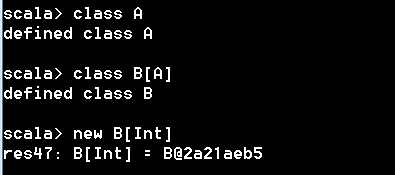 scala> class A
defined class A
scala> class B[A]
defined class B
scala> new B[Int]
res47: B[Int] = B@2a21aeb5